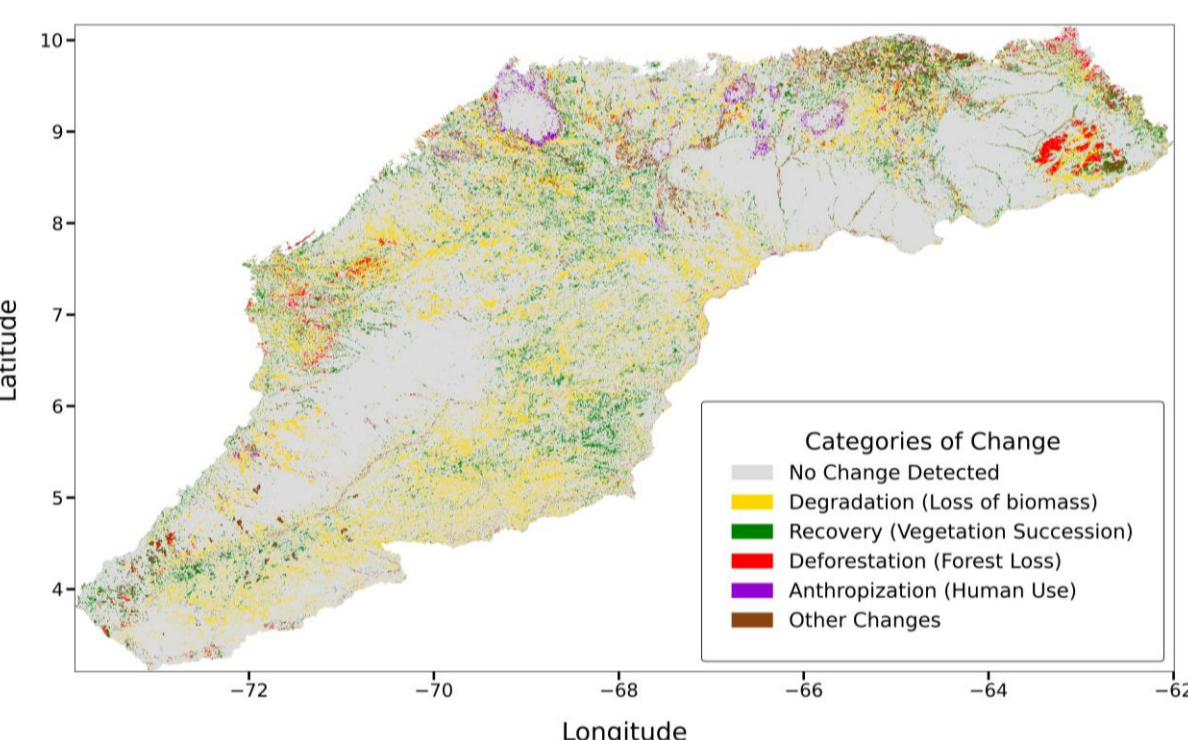 10
9
8
7
6
5
4
Latitude
Categories of Change
No Change Detected
Degradation (Loss of biomass)
Recovery (Vegetation Succession)
Deforestation (Forest Loss)
Anthropization (Human Use)
Other Changes
−72 −70 −68 −66 −64 −62
Longitude